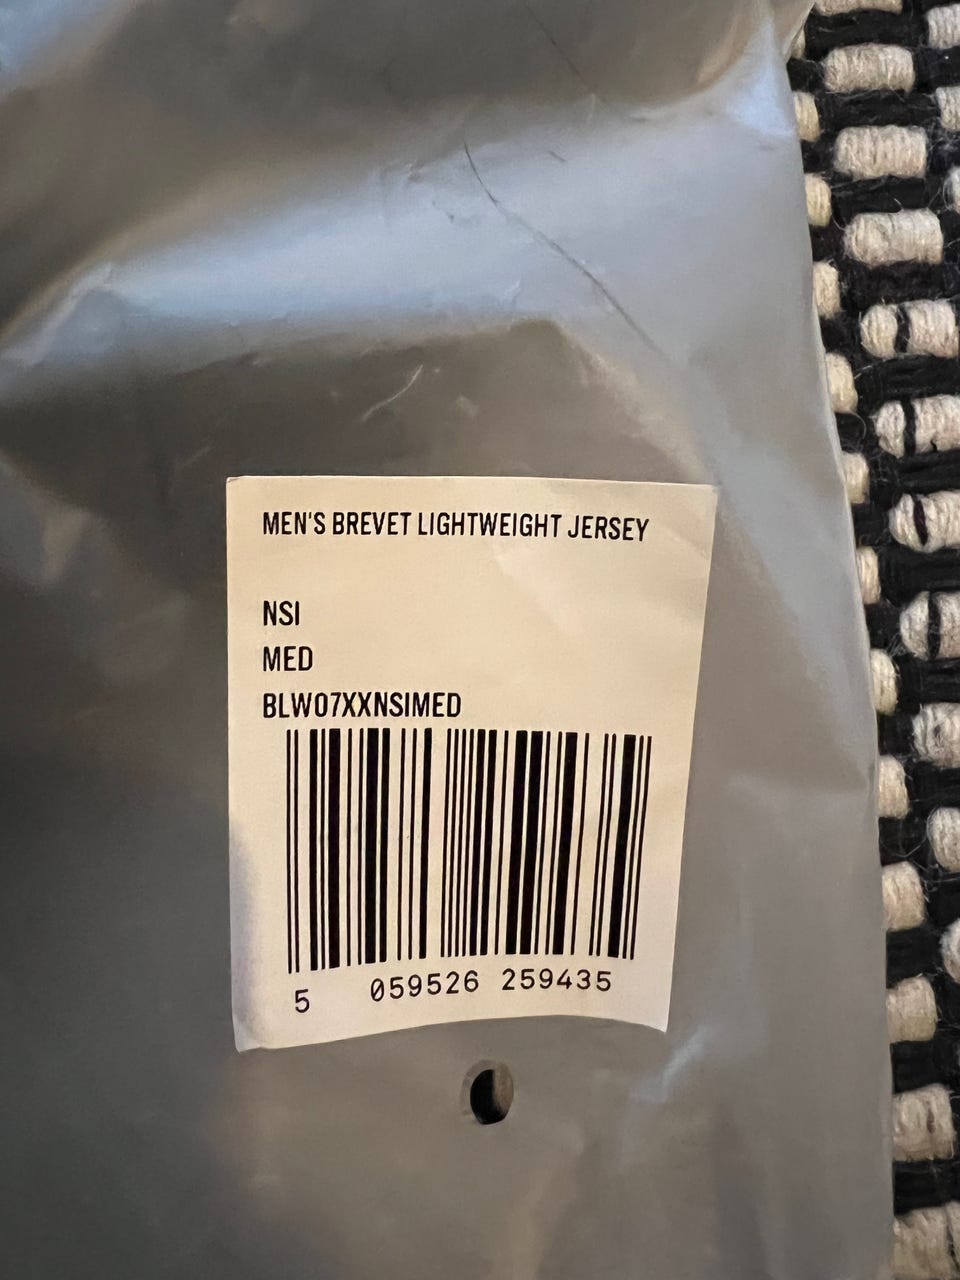 MEN'S BREVET LIGHTWEIGHT JERSEY
NSI
MED
BLW07XXNSIMED
5 059526 259435